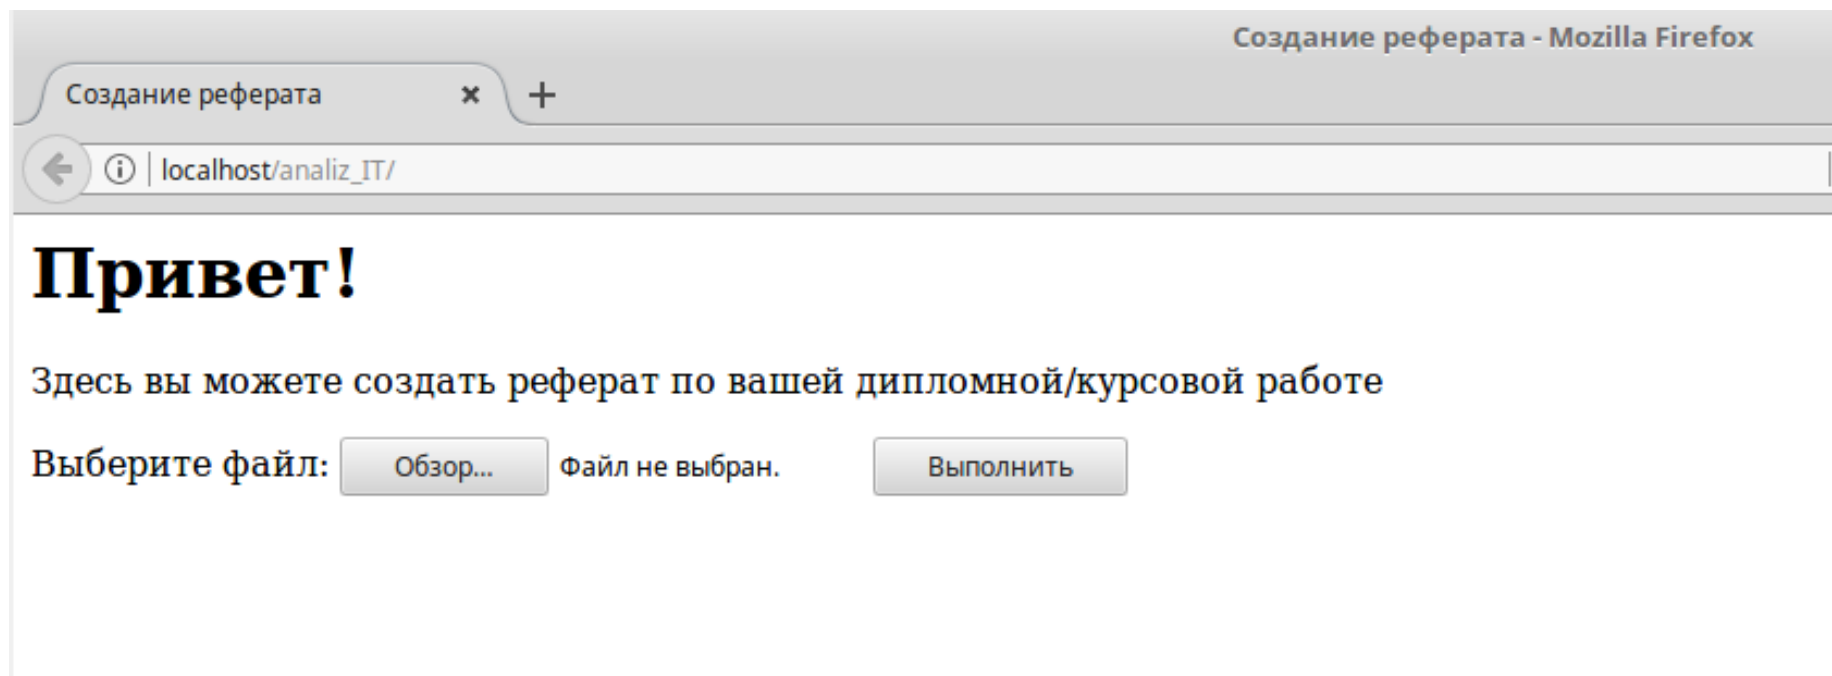 Создание реферата - Mozilla Firefox
Создание реферата
localhost/analiz_IT/
Привет!
Здесь вы можете создать реферат по вашей дипломной/курсовой работе
Выберите файл: Обзор... Файл не выбран. Выполнить